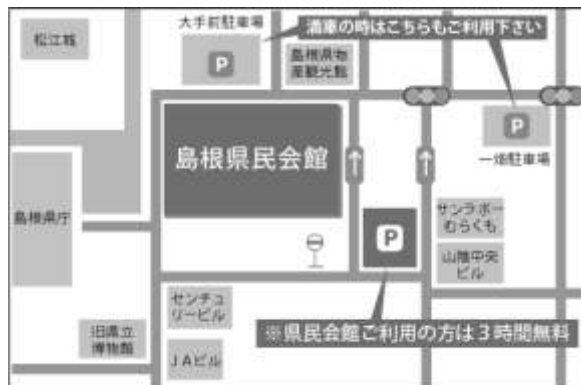 大手前駐車場
満車の時はこちらもご利用下さい
松江城
P
島根県物
産観光館
P
一畑駐車場
島根県民会館
島根県庁
P
サンラポー
むらくも
山陰中央
ビル
センチュ
リービル
※県民会館ご利用の方は3時間無料
旧県立
博物館
JAビル